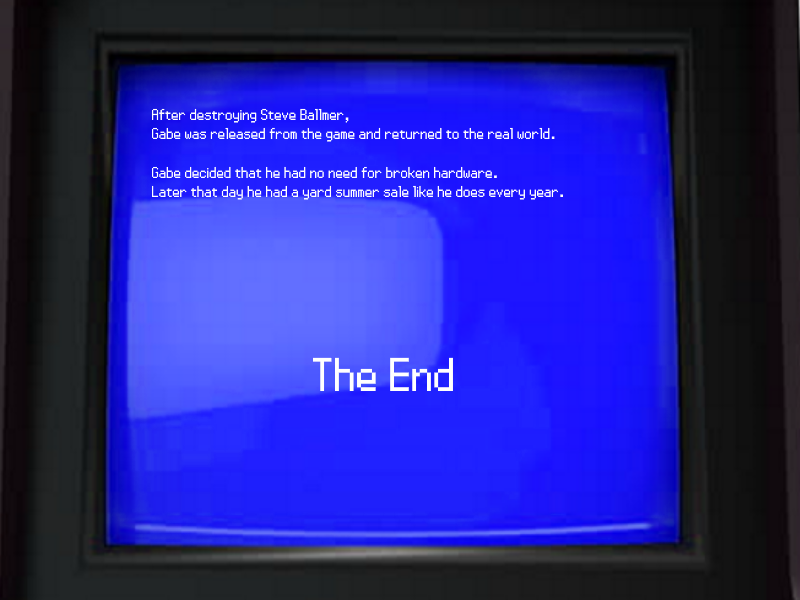 After destroying Steve Ballmer,
Gabe was released from the game and returned to the real world.
Gabe decided that he had no need for broken hardware.
Later that day he had a yard summer sale like he does every year.
The End